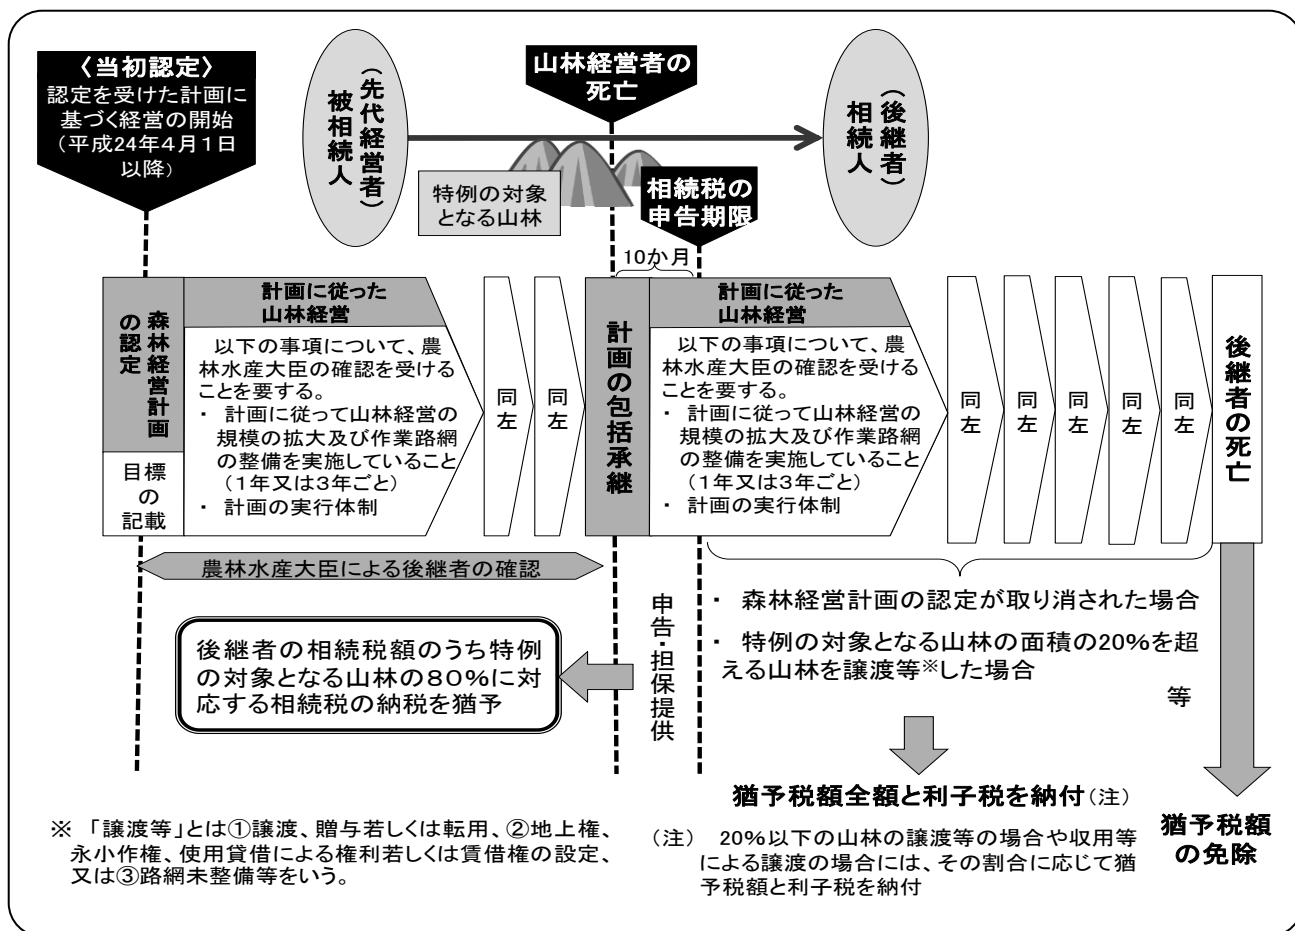 〈当初認定〉
認定を受けた計画に
基づく経営の開始
(平成24年4月1日
以降)
(先代経営者)
被相続人
山林経営者の
死亡
(後継者)
相続人
特例の対象
となる山林
相続税の
申告期限
10か月
森林経営計画
の認定
目標
の
記載
計画に従った
山林経営
以下の事項について、農
林水産大臣の確認を受ける
ことを要する。
・ 計画に従って山林経営の
規模の拡大及び作業路網
の整備を実施していること
(1年又は3年ごと)
・ 計画の実行体制
同左
同左
計画の包括承継
計画に従った
山林経営
以下の事項について、農
林水産大臣の確認を受ける
ことを要する。
・ 計画に従って山林経営の
規模の拡大及び作業路網
の整備を実施していること
(1年又は3年ごと)
・ 計画の実行体制
同左
同左
同左
同左
同左
後継者の死亡
農林水産大臣による後継者の確認
後継者の相続税額のうち特例
の対象となる山林の80%に対
応する相続税の納税を猶予
申告・担保提供
・ 森林経営計画の認定が取り消された場合
・ 特例の対象となる山林の面積の20%を超
える山林を譲渡等※した場合
等
猶予税額全額と利子税を納付(注)
(注) 20%以下の山林の譲渡等の場合や収用等
による譲渡の場合には、その割合に応じて猶
予税額と利子税を納付
猶予税額
の免除
※ 「譲渡等」とは①譲渡、贈与若しくは転用、②地上権、
永小作権、使用貸借による権利若しくは賃借権の設定、
又は③路網未整備等をいう。